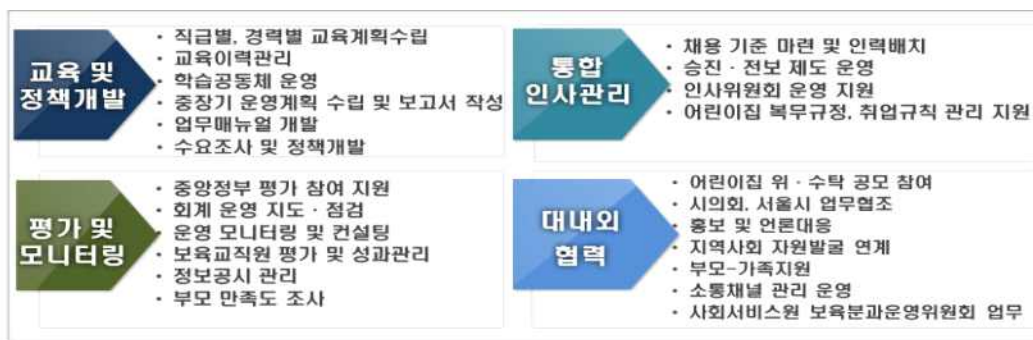 교육 및
정책개발
• 직급별, 경력별 교육계획수립
• 교육이력관리
• 학습공동체 운영
• 중장기 운영계획 수립 및 보고서 작성
• 업무매뉴얼 개발
• 수요조사 및 정책개발
통합
인사관리
• 채용 기준 마련 및 인력배치
• 승진 · 전보 제도 운영
• 인사위원회 운영 지원
• 어린이집 복무규정, 취업규칙 관리 지원
평가 및
모니터링
• 중앙정부 평가 참여 지원
• 회계 운영 지도 · 점검
• 운영 모니터링 및 컨설팅
• 보육교직원 평가 및 성과관리
• 정보공시 관리
• 부모 만족도 조사
대내외
협력
• 어린이집 위 · 수탁 공모 참여
• 시의회, 서울시 업무협조
• 홍보 및 언론대응
• 지역사회 자원발굴 연계
• 부모-가족지원
• 소통채널 관리 운영
• 사회서비스원 보육분과운영위원회 업무